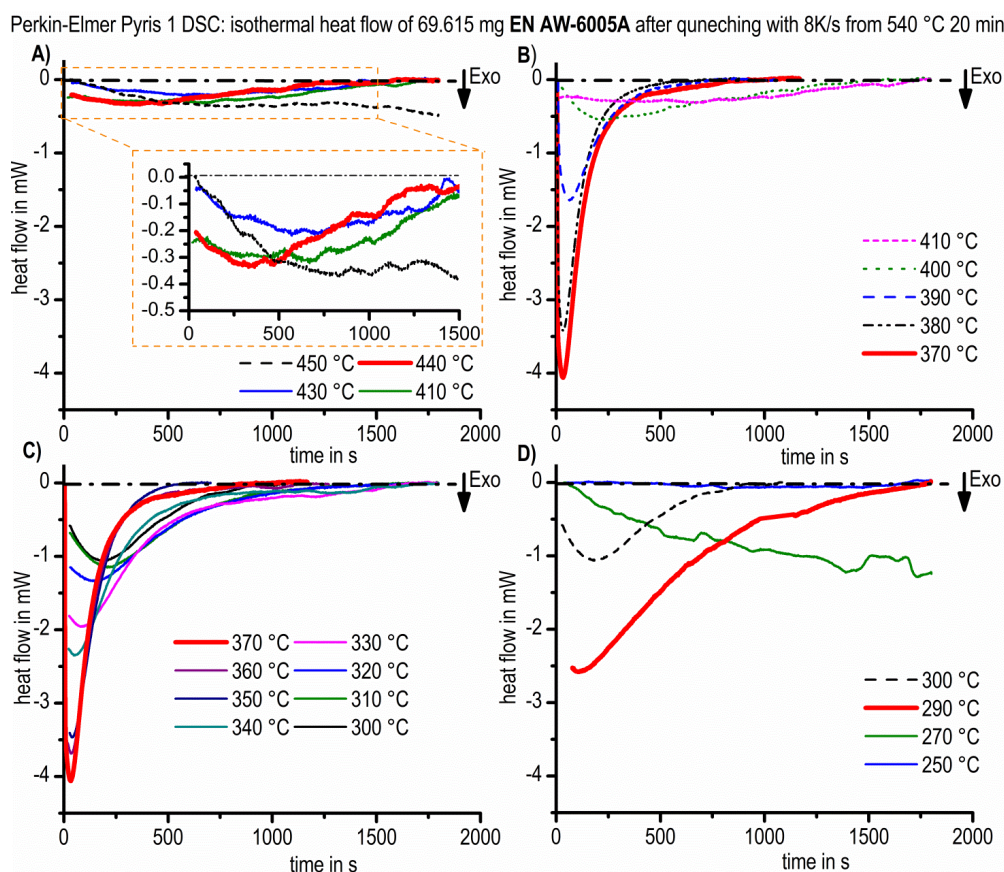 Perkin-Elmer Pyris 1 DSC: isothermal heat flow of 69.615 mg EN AW-6005A after quneching with 8K/s from 540 °C 20 min
A)
0
-1
-2
-3
-4
heat flow in mW
Exo
0.0
-0.1
-0.2
-0.3
-0.4
-0.5
0 500 1000 1500
450 °C 440 °C
430 °C 410 °C
0 500 1000 1500 2000
time in s
B)
0
-1
-2
-3
-4
heat flow in mW
Exo
410 °C
400 °C
390 °C
380 °C
370 °C
0 500 1000 1500 2000
time in s
C)
0
-1
-2
-3
-4
heat flow in mW
Exo
370 °C 330 °C
360 °C 320 °C
350 °C 310 °C
340 °C 300 °C
0 500 1000 1500 2000
time in s
D)
0
-1
-2
-3
-4
heat flow in mW
Exo
300 °C
290 °C
270 °C
250 °C
0 500 1000 1500 2000
time in s